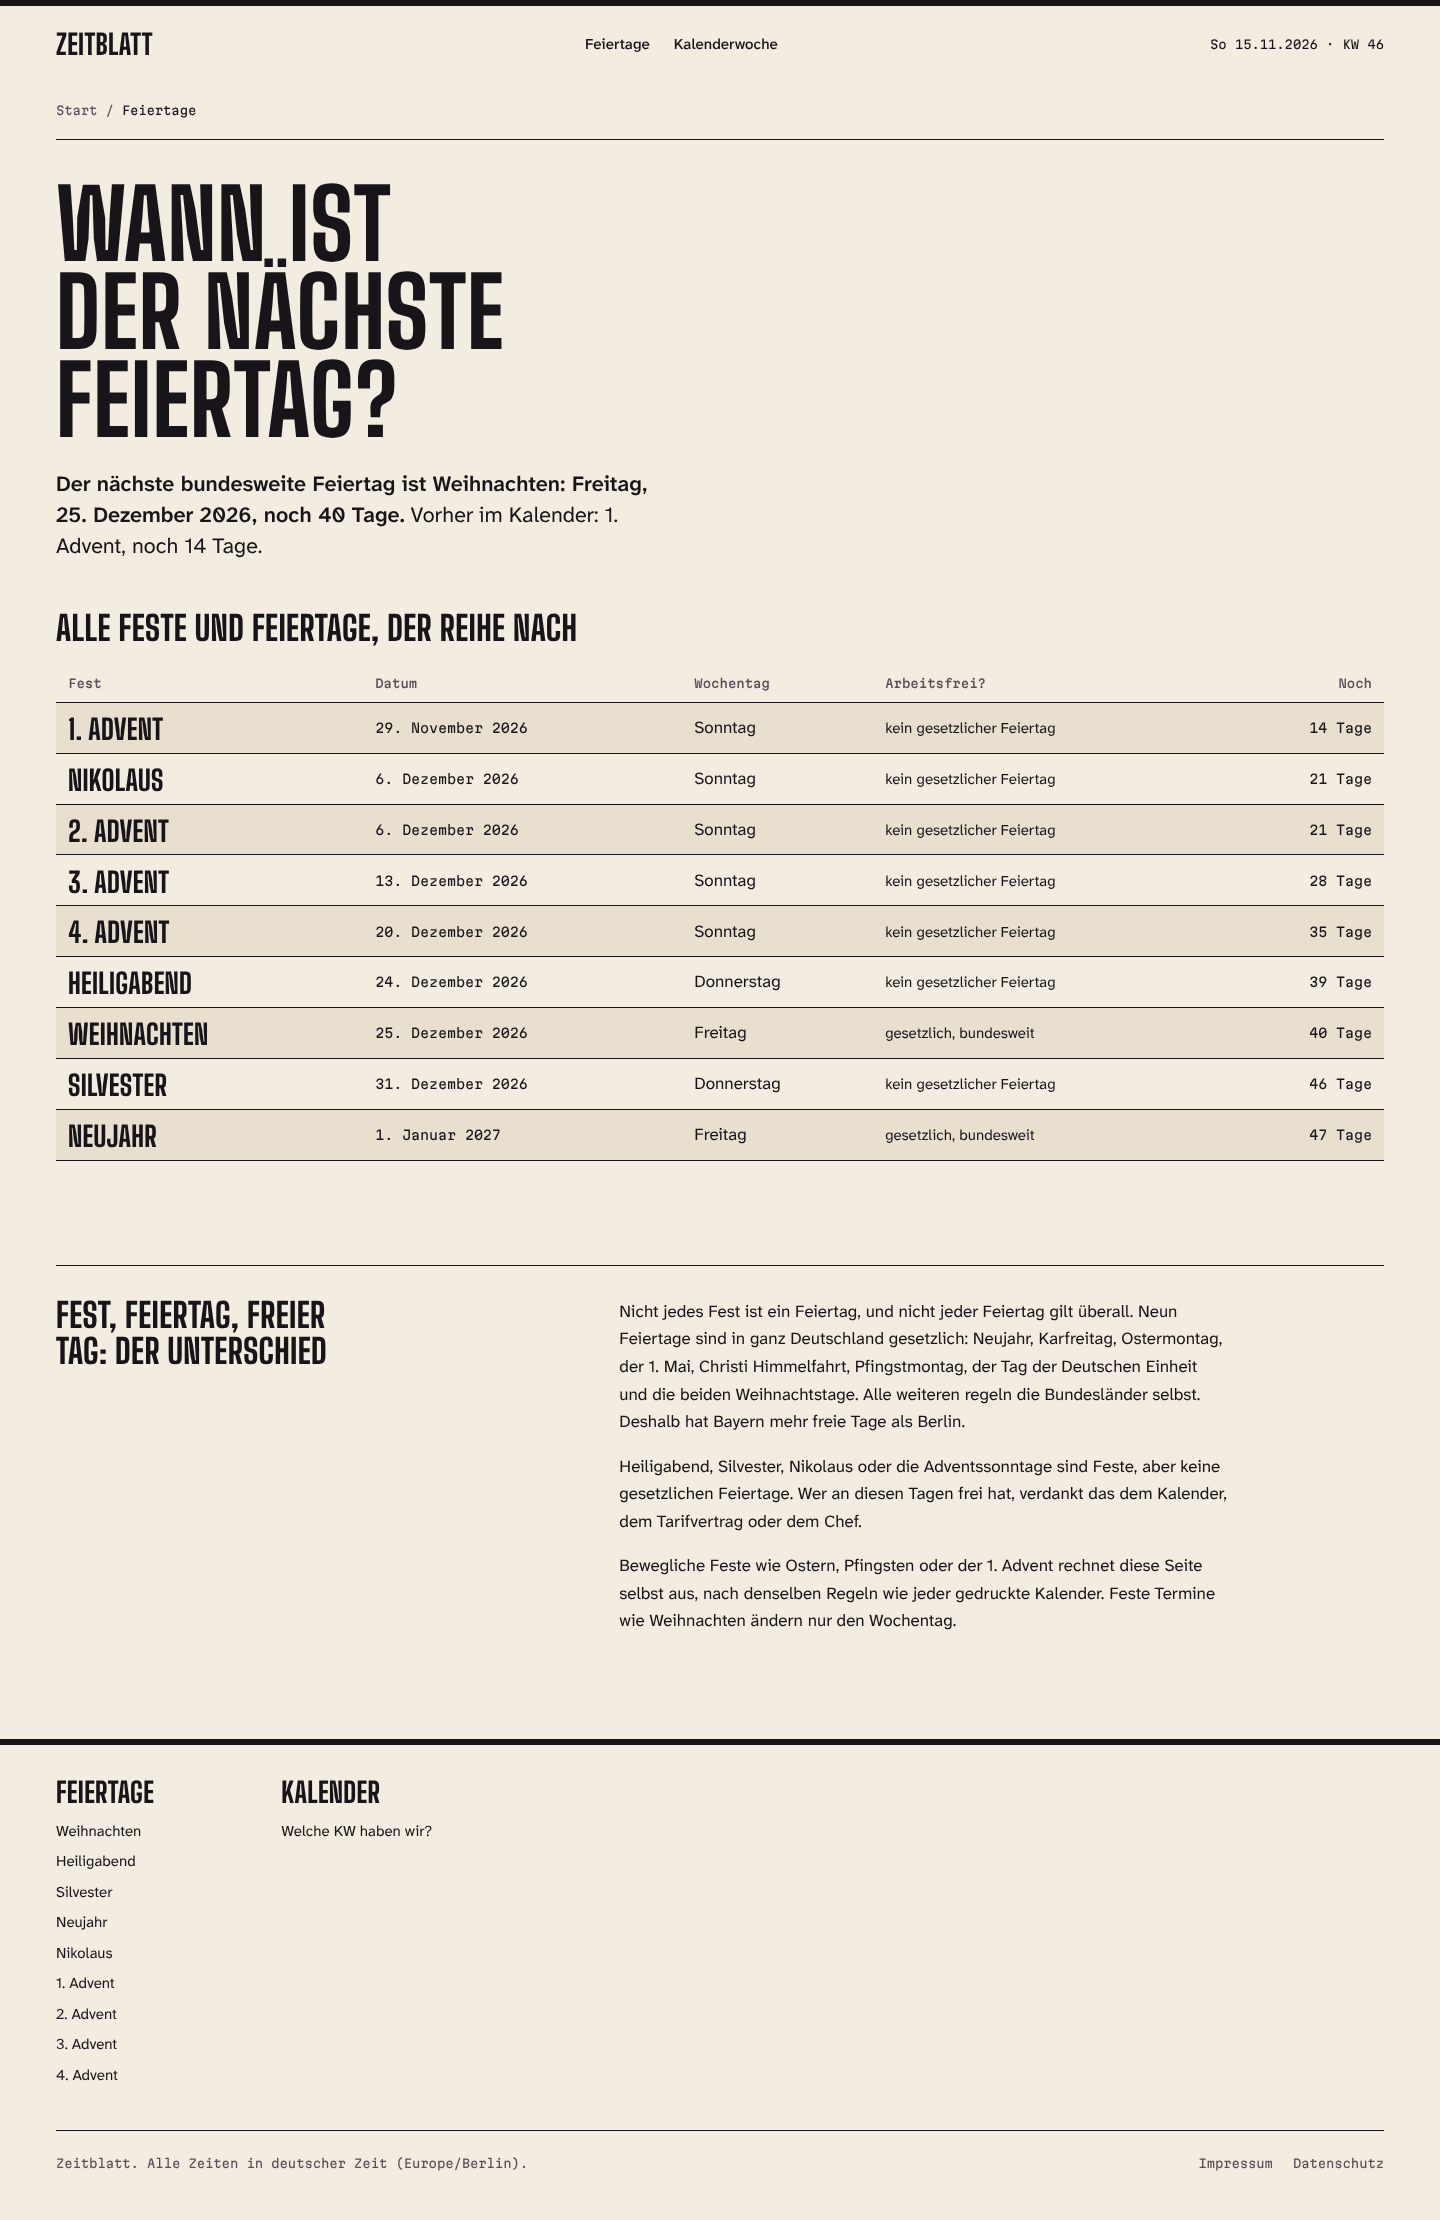 ZEITBLATT
Feiertage Kalenderwoche
So 15.11.2026 · KW 46
Start / Feiertage
WANN IST
DER NÄCHSTE
FEIERTAG?
Der nächste bundesweite Feiertag ist Weihnachten: Freitag,
25. Dezember 2026, noch 40 Tage. Vorher im Kalender: 1.
Advent, noch 14 Tage.
ALLE FESTE UND FEIERTAGE, DER REIHE NACH
Fest Datum Wochentag Arbeitsfrei? Noch
1. ADVENT 29. November 2026 Sonntag kein gesetzlicher Feiertag 14 Tage
NIKOLAUS 6. Dezember 2026 Sonntag kein gesetzlicher Feiertag 21 Tage
2. ADVENT 6. Dezember 2026 Sonntag kein gesetzlicher Feiertag 21 Tage
3. ADVENT 13. Dezember 2026 Sonntag kein gesetzlicher Feiertag 28 Tage
4. ADVENT 20. Dezember 2026 Sonntag kein gesetzlicher Feiertag 35 Tage
HEILIGABEND 24. Dezember 2026 Donnerstag kein gesetzlicher Feiertag 39 Tage
WEIHNACHTEN 25. Dezember 2026 Freitag gesetzlich, bundesweit 40 Tage
SILVESTER 31. Dezember 2026 Donnerstag kein gesetzlicher Feiertag 46 Tage
NEUJAHR 1. Januar 2027 Freitag gesetzlich, bundesweit 47 Tage
FEST, FEIERTAG, FREIER
TAG: DER UNTERSCHIED
Nicht jedes Fest ist ein Feiertag, und nicht jeder Feiertag gilt überall. Neun
Feiertage sind in ganz Deutschland gesetzlich: Neujahr, Karfreitag, Ostermontag,
der 1. Mai, Christi Himmelfahrt, Pfingstmontag, der Tag der Deutschen Einheit
und die beiden Weihnachtstage. Alle weiteren regeln die Bundesländer selbst.
Deshalb hat Bayern mehr freie Tage als Berlin.
Heiligabend, Silvester, Nikolaus oder die Adventssonntage sind Feste, aber keine
gesetzlichen Feiertage. Wer an diesen Tagen frei hat, verdankt das dem Kalender,
dem Tarifvertrag oder dem Chef.
Bewegliche Feste wie Ostern, Pfingsten oder der 1. Advent rechnet diese Seite
selbst aus, nach denselben Regeln wie jeder gedruckte Kalender. Feste Termine
wie Weihnachten ändern nur den Wochentag.
FEIERTAGE
Weihnachten
Heiligabend
Silvester
Neujahr
Nikolaus
1. Advent
2. Advent
3. Advent
4. Advent
KALENDER
Welche KW haben wir?
Zeitblatt. Alle Zeiten in deutscher Zeit (Europe/Berlin).
Impressum Datenschutz